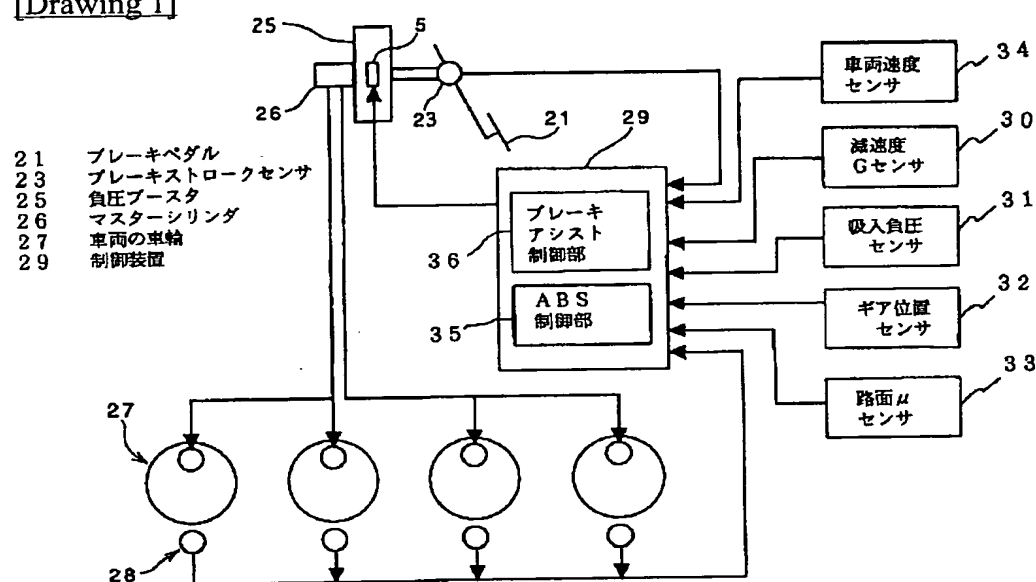 [Drawing 1]
25
5
26
23
21
29
34
車両速度
センサ
30
減速度
Gセンサ
31
吸入負圧
センサ
32
ギア位置
センサ
33
路面μ
センサ
21 ブレーキペダル
23 ブレーキストロークセンサ
25 負圧ブースタ
26 マスターシリンダ
27 車両の車輪
29 制御装置
ブレーキ
アシスト
制御部
36
ABS
制御部
35
27
28